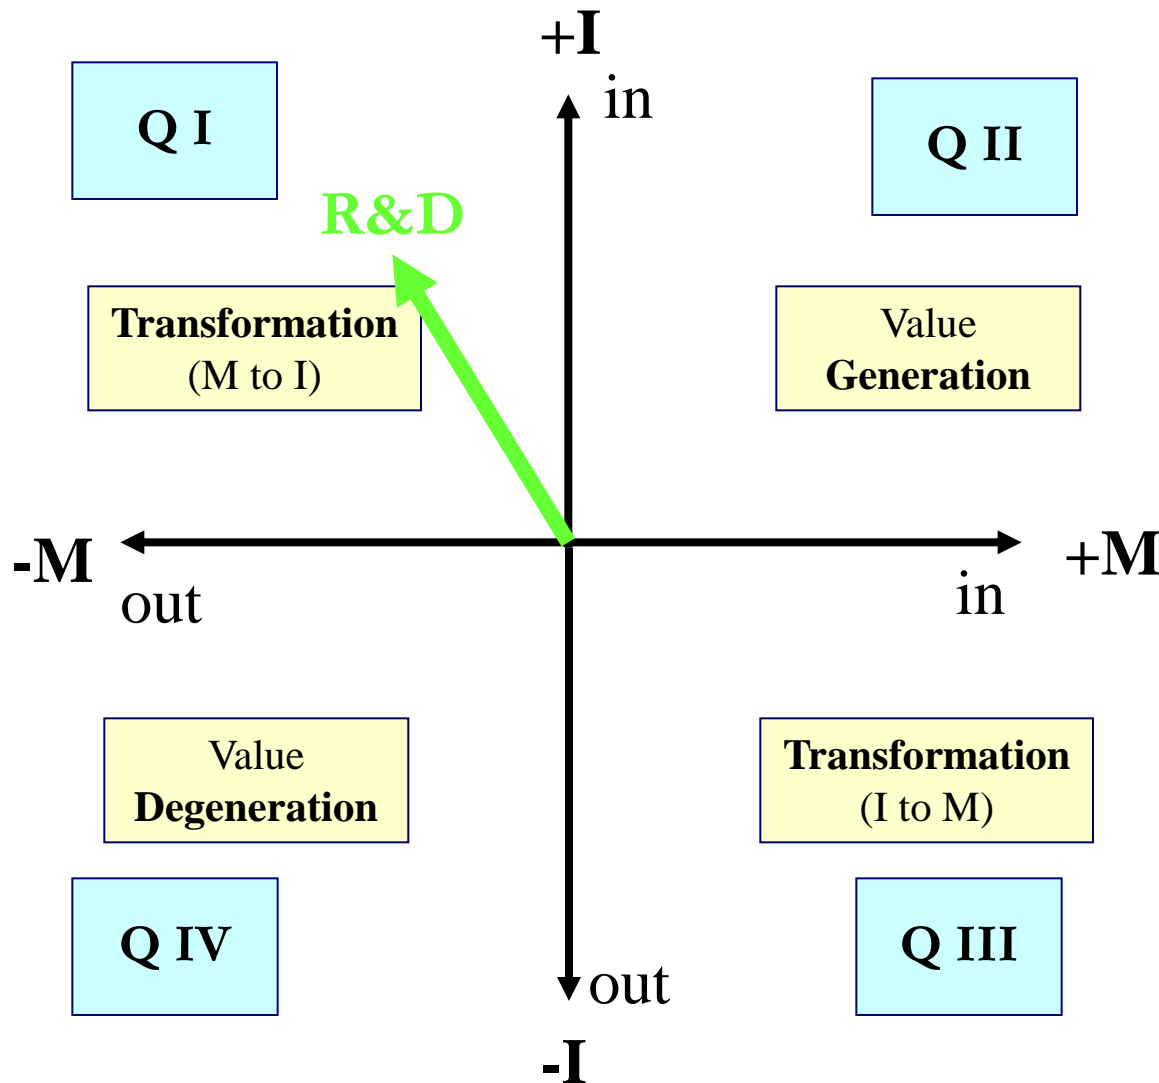 +I
in
Q I
Q II
R&D
Transformation
(M to I)
Value
Generation
-M
out
+M
in
Value
Degeneration
Transformation
(I to M)
Q IV
Q III
out
-I